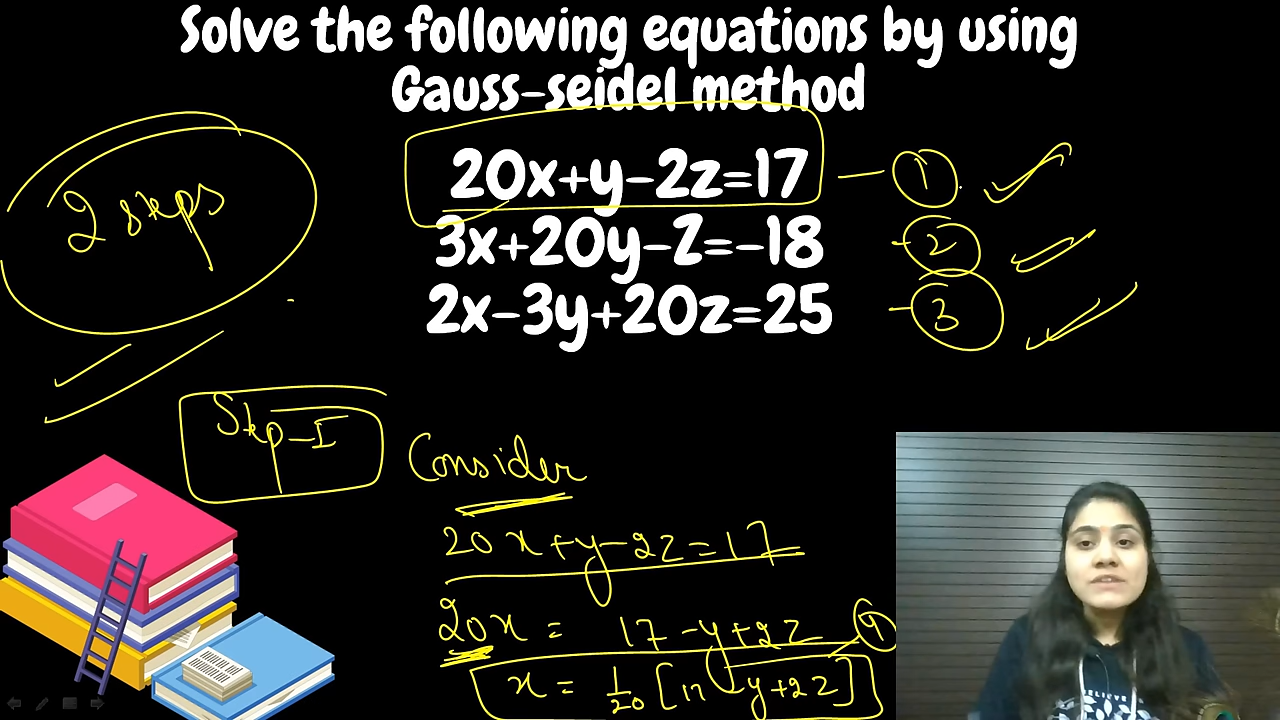 Solve the following equations by using
Gauss-seidel method
20x+y-2z=17 - 1
3x+20y-z=-18 - 2
2x-3y+20z=25 - 3
2 steps
Step-I
Consider
20x+y-2z=17
20x = 17-y+2z
x = 1/20 [17-y+2z]